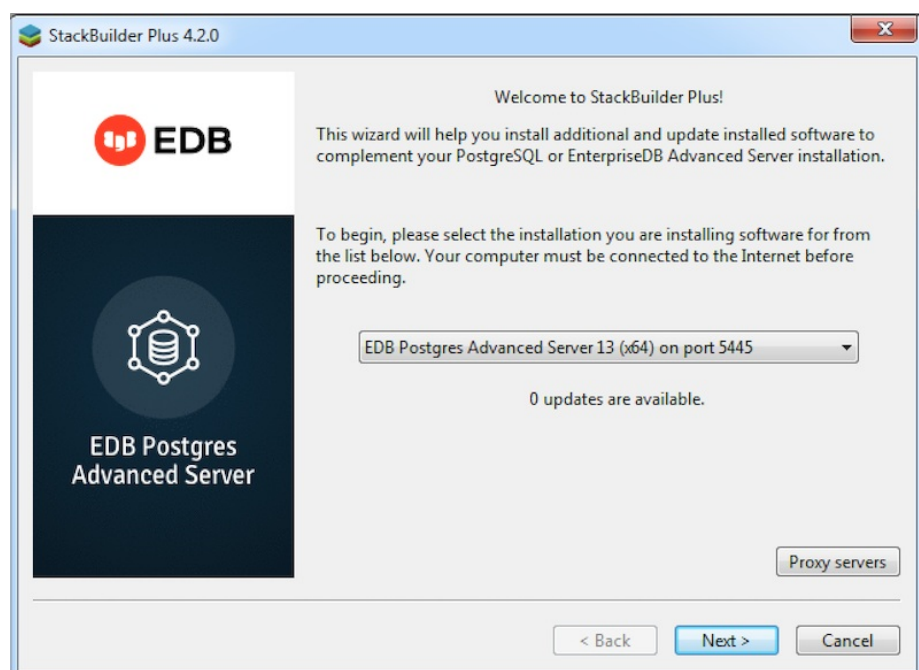 StackBuilder Plus 4.2.0
EDB
EDB Postgres
Advanced Server
Welcome to StackBuilder Plus!
This wizard will help you install additional and update installed software to
complement your PostgreSQL or EnterpriseDB Advanced Server installation.
To begin, please select the installation you are installing software for from
the list below. Your computer must be connected to the Internet before
proceeding.
EDB Postgres Advanced Server 13 (x64) on port 5445
0 updates are available.
Proxy servers
< Back Next > Cancel